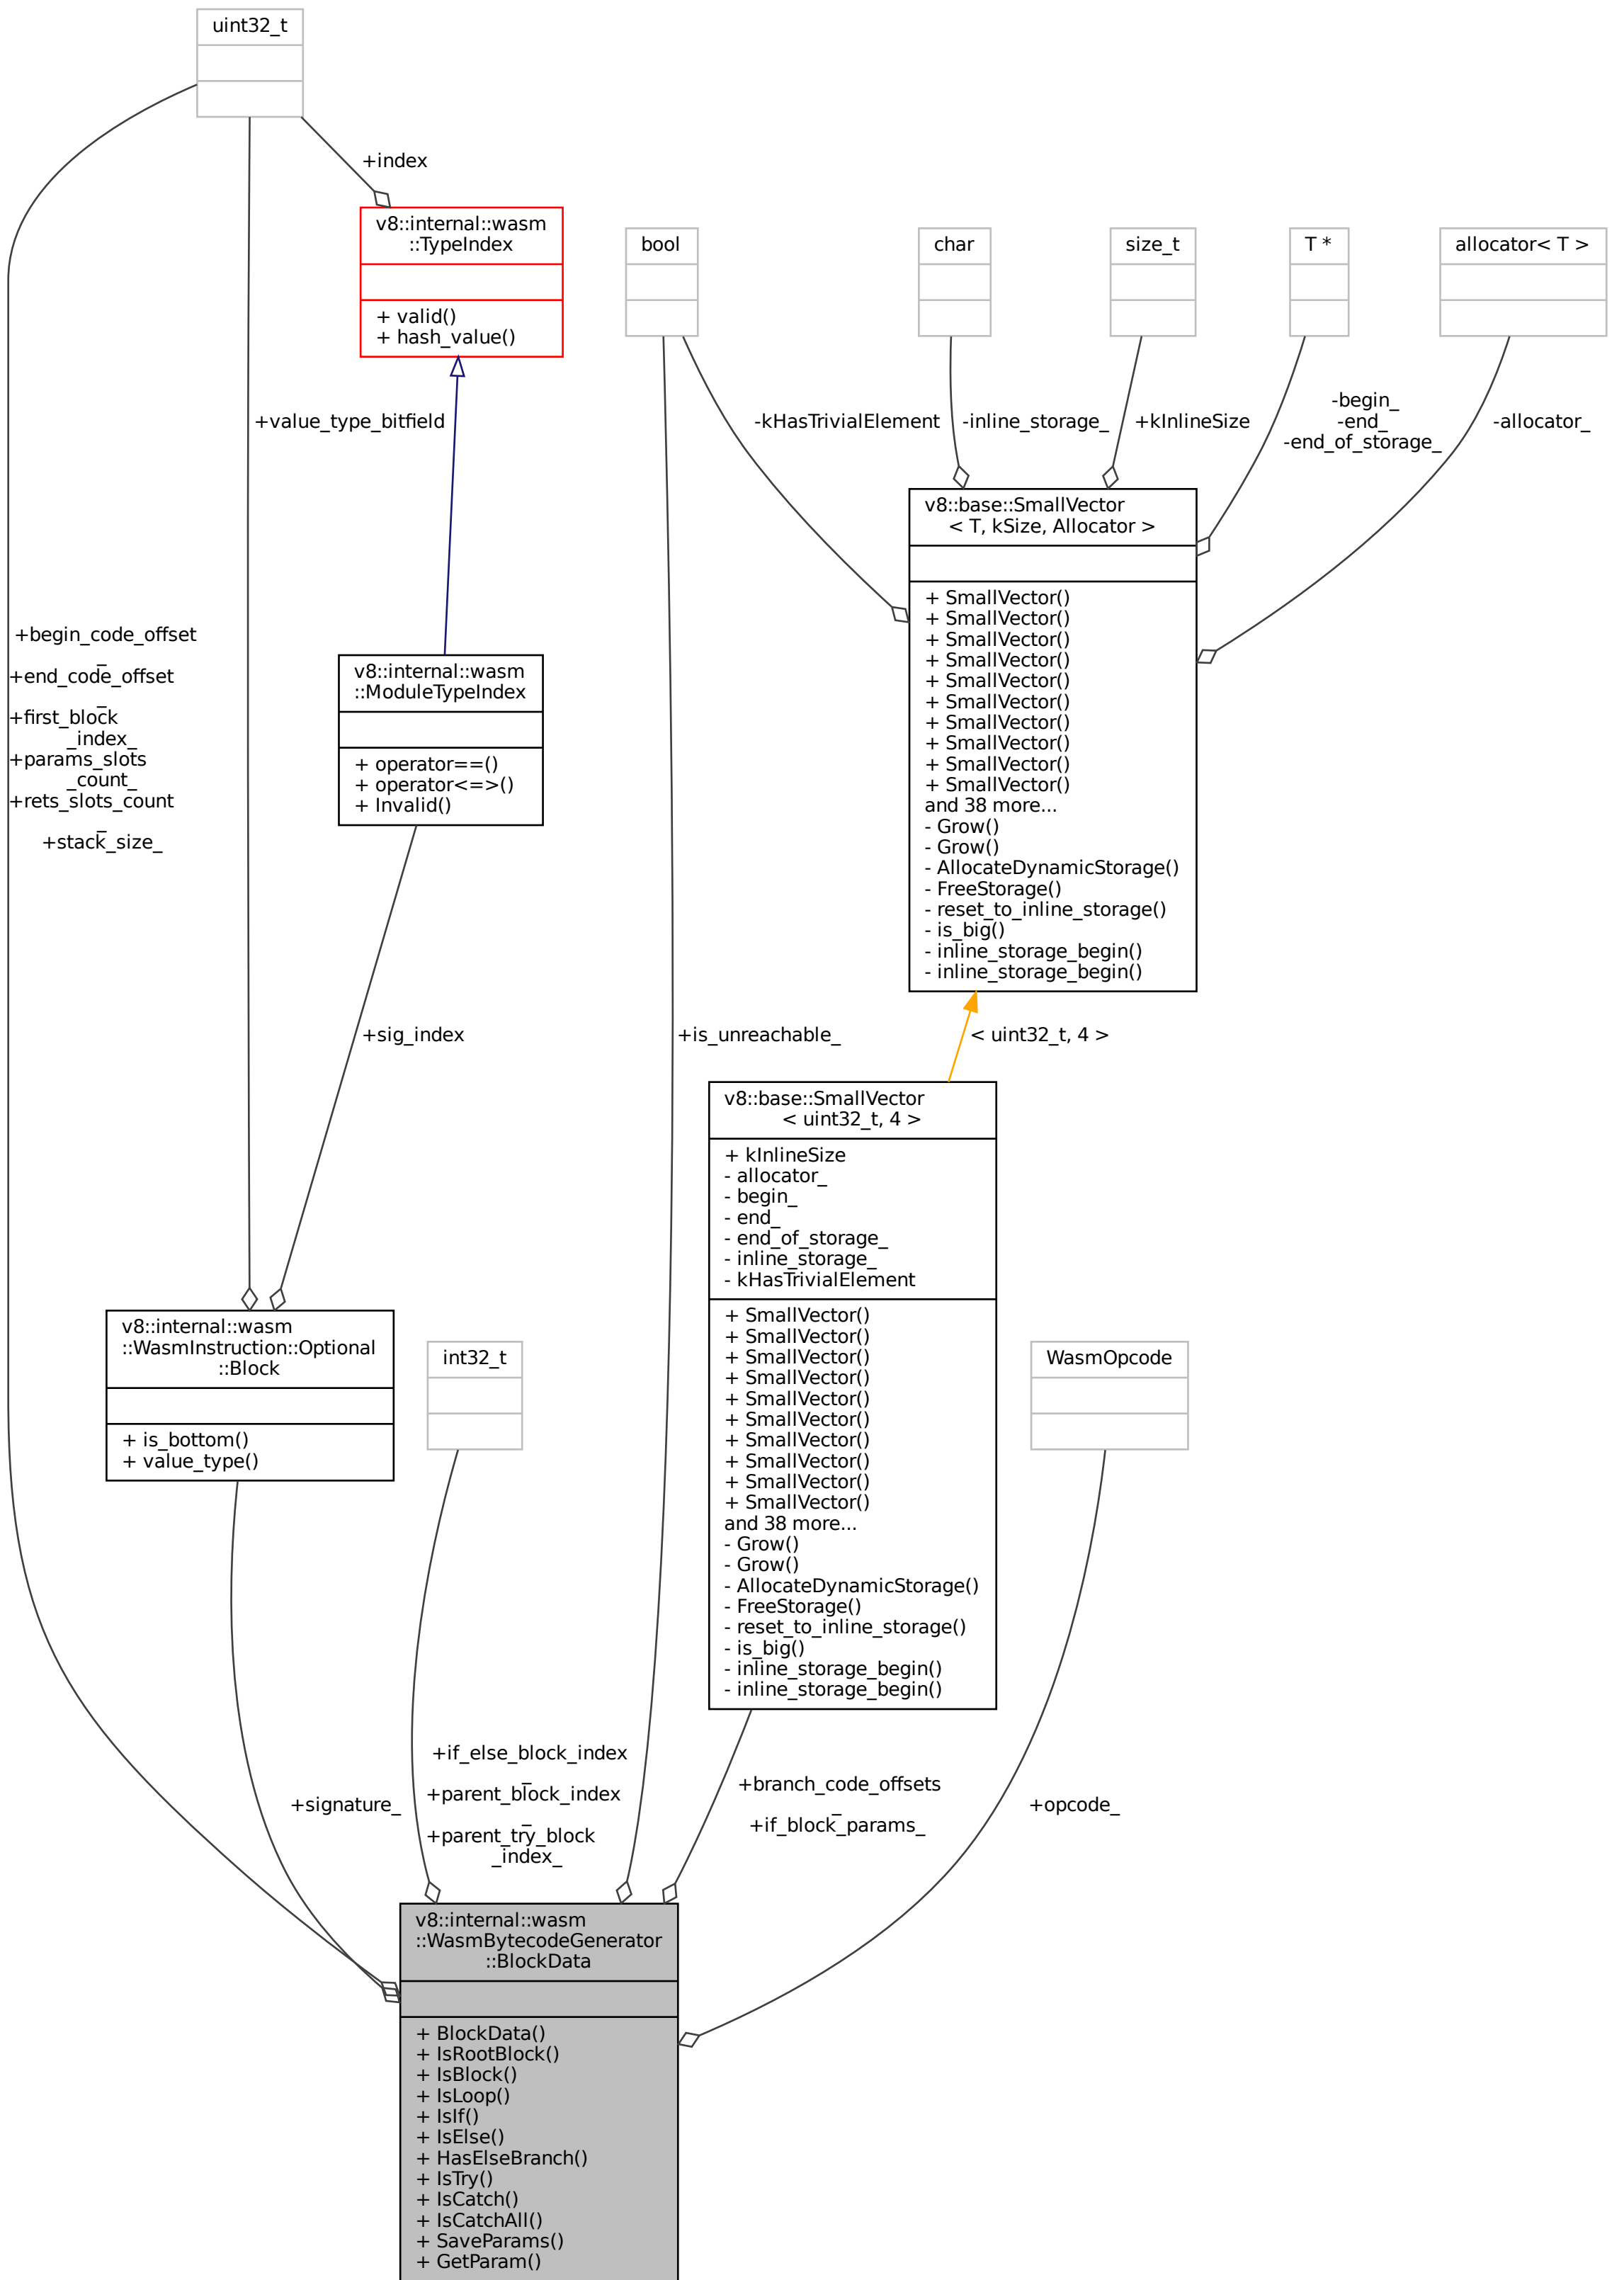 uint32_t
+index
v8::internal::wasm
::TypeIndex
+ valid()
+ hash_value()
bool
char
size_t
T *
allocator< T >
+value_type_bitfield
-kHasTrivialElement
-inline_storage_
+kInlineSize
-begin_
-end_
-end_of_storage_
-allocator_
v8::base::SmallVector
< T, kSize, Allocator >
+ SmallVector()
+ SmallVector()
+ SmallVector()
+ SmallVector()
+ SmallVector()
+ SmallVector()
+ SmallVector()
+ SmallVector()
+ SmallVector()
+ SmallVector()
and 38 more...
- Grow()
- Grow()
- AllocateDynamicStorage()
- FreeStorage()
- reset_to_inline_storage()
- is_big()
- inline_storage_begin()
- inline_storage_begin()
+begin_code_offset
_
+end_code_offset
_
+first_block
_index_
+params_slots
_count_
+rets_slots_count
_
+stack_size_
v8::internal::wasm
::ModuleTypeIndex
+ operator==()
+ operator<=>()
+ Invalid()
+sig_index
+is_unreachable_
< uint32_t, 4 >
v8::base::SmallVector
< uint32_t, 4 >
+ kInlineSize
- allocator_
- begin_
- end_
- end_of_storage_
- inline_storage_
- kHasTrivialElement
+ SmallVector()
+ SmallVector()
+ SmallVector()
+ SmallVector()
+ SmallVector()
+ SmallVector()
+ SmallVector()
+ SmallVector()
+ SmallVector()
+ SmallVector()
and 38 more...
- Grow()
- Grow()
- AllocateDynamicStorage()
- FreeStorage()
- reset_to_inline_storage()
- is_big()
- inline_storage_begin()
- inline_storage_begin()
v8::internal::wasm
::WasmInstruction::Optional
::Block
+ is_bottom()
+ value_type()
int32_t
WasmOpcode
+signature_
+if_else_block_index
_
+parent_block_index
_
+parent_try_block
_index_
+branch_code_offsets
_
+if_block_params_
+opcode_
v8::internal::wasm
::WasmBytecodeGenerator
::BlockData
+ BlockData()
+ IsRootBlock()
+ IsBlock()
+ IsLoop()
+ IsIf()
+ IsElse()
+ HasElseBranch()
+ IsTry()
+ IsCatch()
+ IsCatchAll()
+ SaveParams()
+ GetParam()